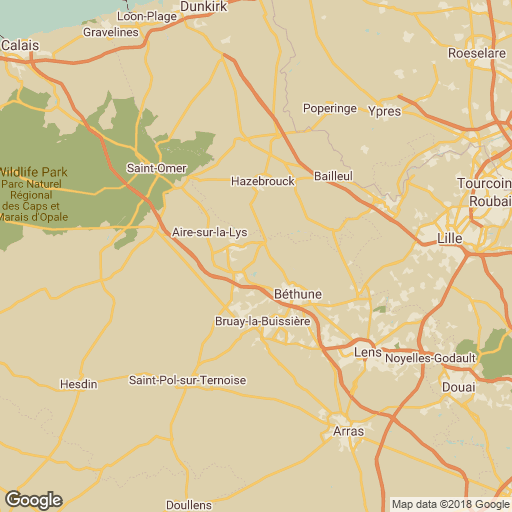 Dunkirk
Loon-Plage
Gravelines
Calais
Roeselare
Poperinge
Ypres
Wildlife Park
Parc Naturel
Régional
des Caps et
Marais d'Opale
Saint-Omer
Hazebrouck
Bailleul
Tourcoin
Roubai
Aire-sur-la-Lys
Lille
Béthune
Bruay-la-Buissière
Lens
Noyelles-Godault
Hesdin
Saint-Pol-sur-Ternoise
Douai
Arras
Doullens
Google
Map data ©2018 Google